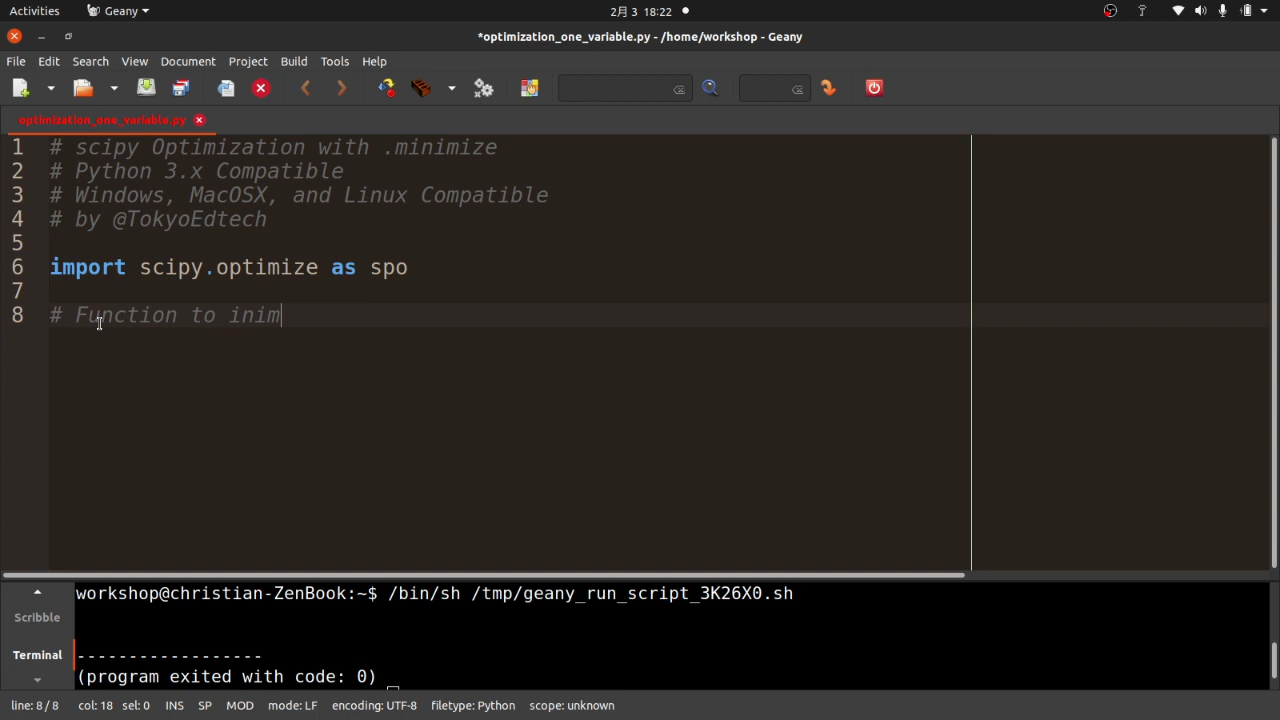 Activities Geany 2月 3 18:22
*optimization_one_variable.py - /home/workshop - Geany
File Edit Search View Document Project Build Tools Help
optimization_one_variable.py
1 # scipy Optimization with .minimize
2 # Python 3.x Compatible
3 # Windows, MacOSX, and Linux Compatible
4 # by @TokyoEdtech
5
6 import scipy.optimize as spo
7
8 # Function to inim
workshop@christian-ZenBook:~$ /bin/sh /tmp/geany_run_script_3K26X0.sh
Scribble
Terminal
------------------
(program exited with code: 0)
line: 8 / 8 col: 18 sel: 0 INS SP MOD mode: LF encoding: UTF-8 filetype: Python scope: unknown